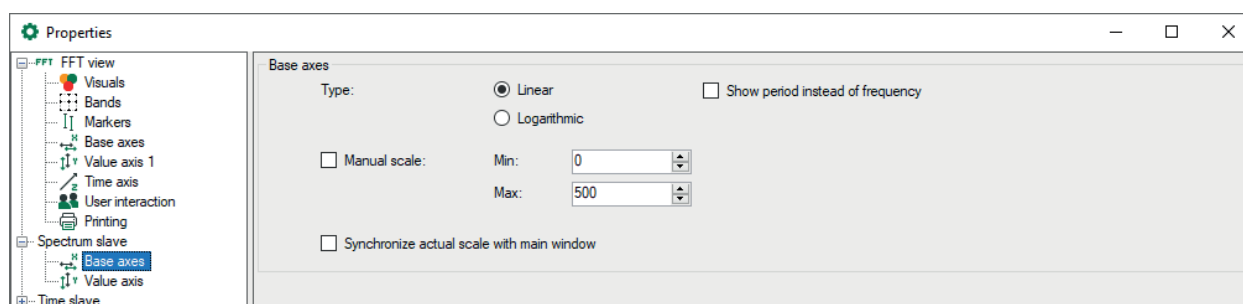 Properties
FFT FFT view
Visuals
Bands
Markers
Base axes
Value axis 1
Time axis
User interaction
Printing
Spectrum slave
Base axes
Value axis
Time slave
Base axes
Type: Linear Show period instead of frequency
Logarithmic
Manual scale: Min: 0
Max: 500
Synchronize actual scale with main window